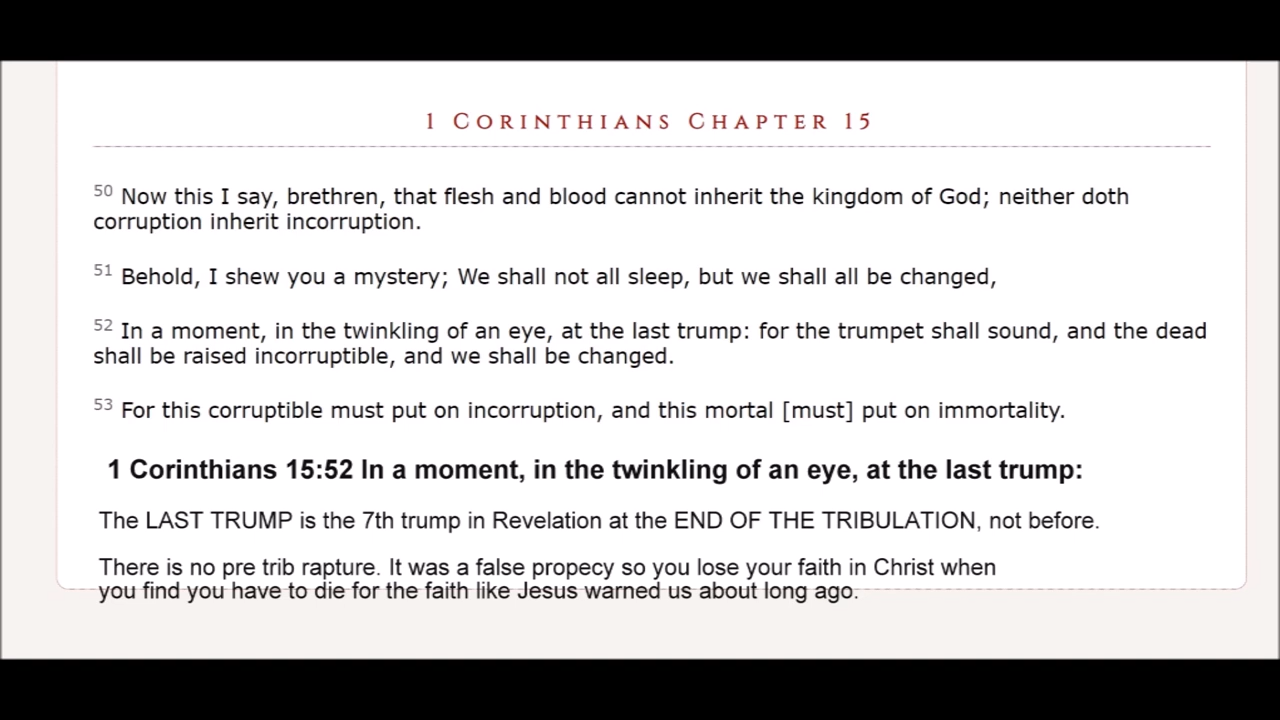 1 Corinthians Chapter 15
50 Now this I say, brethren, that flesh and blood cannot inherit the kingdom of God; neither doth
corruption inherit incorruption.
51 Behold, I shew you a mystery; We shall not all sleep, but we shall all be changed,
52 In a moment, in the twinkling of an eye, at the last trump: for the trumpet shall sound, and the dead
shall be raised incorruptible, and we shall be changed.
53 For this corruptible must put on incorruption, and this mortal [must] put on immortality.
1 Corinthians 15:52 In a moment, in the twinkling of an eye, at the last trump:
The LAST TRUMP is the 7th trump in Revelation at the END OF THE TRIBULATION, not before.
There is no pre trib rapture. It was a false propecy so you lose your faith in Christ when
you find you have to die for the faith like Jesus warned us about long ago.